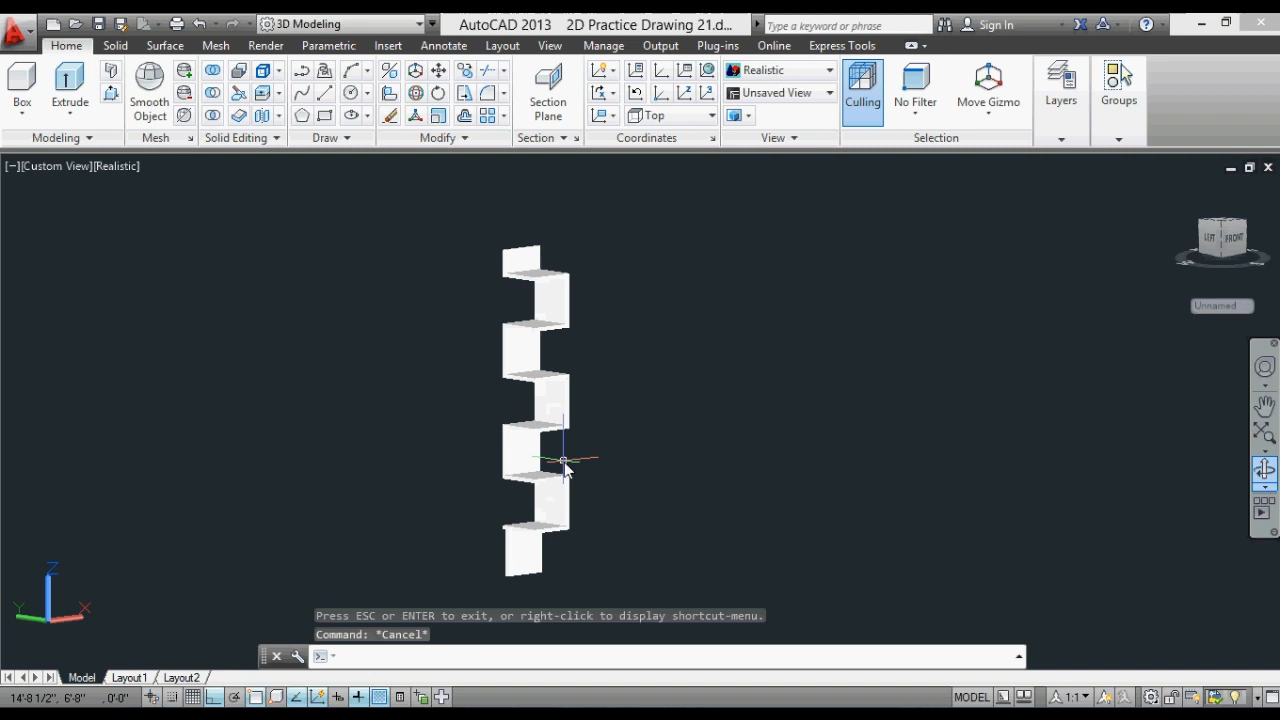 3D Modeling
AutoCAD 2013 2D Practice Drawing 21.d...
Type a keyword or phrase
Sign In
Home Solid Surface Mesh Render Parametric Insert Annotate Layout View Manage Output Plug-ins Online Express Tools
Box
Extrude
Smooth Object
Section Plane
Top
Realistic
Unsaved View
Culling
No Filter
Move Gizmo
Layers
Groups
Modeling Mesh Solid Editing Draw Modify Section Coordinates View Selection
[−][Custom View][Realistic]
LEFT FRONT
Unnamed
Z
Y X
Press ESC or ENTER to exit, or right-click to display shortcut-menu.
Command: *Cancel*
Model Layout1 Layout2
14'-8 1/2", 6'-8" , 0'-0"
MODEL
1:1